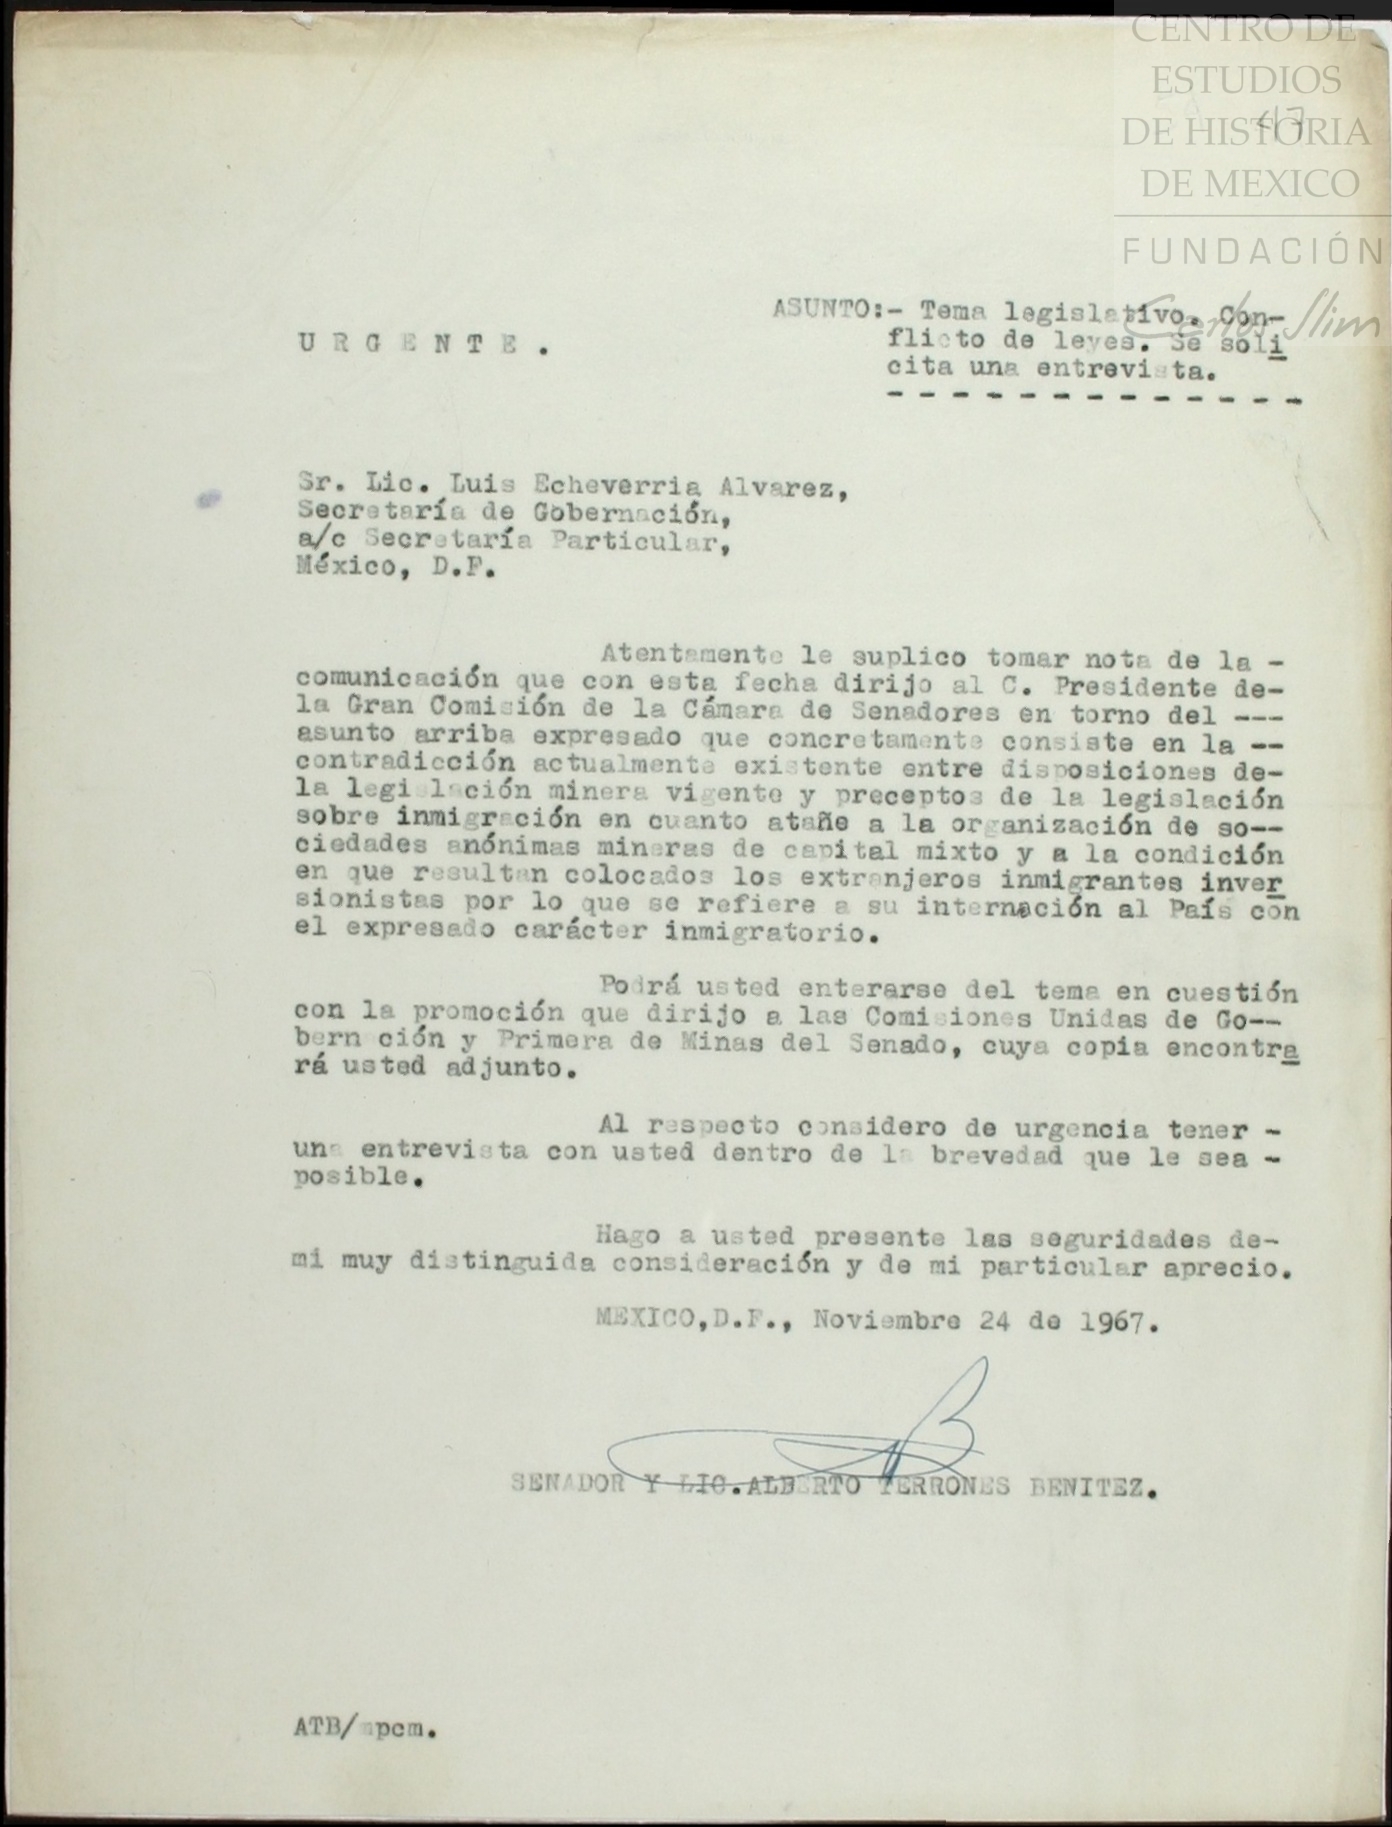 CENTRO DE
ESTUDIOS
DE HISTORIA
DE MEXICO
FUNDACIÓN
Carlos Slim
47
ASUNTO:- Tema legislativo. Con-
flicto de leyes. Se soli
cita una entrevista.
- - - - - - - - - - - - -
U R G E N T E .
Sr. Lic. Luis Echeverria Alvarez,
Secretaría de Gobernación,
a/c Secretaría Particular,
México, D.F.
Atentamente le suplico tomar nota de la -
comunicación que con esta fecha dirijo al C. Presidente de-
la Gran Comisión de la Cámara de Senadores en torno del ---
asunto arriba expresado que concretamente consiste en la --
contradicción actualmente existente entre disposiciones de-
la legislación minera vigente y preceptos de la legislación
sobre inmigración en cuanto atañe a la organización de so--
ciedades anónimas mineras de capital mixto y a la condición
en que resultan colocados los extranjeros inmigrantes inver
sionistas por lo que se refiere a su internación al País con
el expresado carácter inmigratorio.
Podrá usted enterarse del tema en cuestión
con la promoción que dirijo a las Comisiones Unidas de Go--
bernación y Primera de Minas del Senado, cuya copia encontra
rá usted adjunto.
Al respecto considero de urgencia tener -
una entrevista con usted dentro de la brevedad que le sea -
posible.
Hago a usted presente las seguridades de-
mi muy distinguida consideración y de mi particular aprecio.
MEXICO,D.F., Noviembre 24 de 1967.
SENADOR Y LIC.ALBERTO TERRONES BENITEZ.
ATB/mpcm.